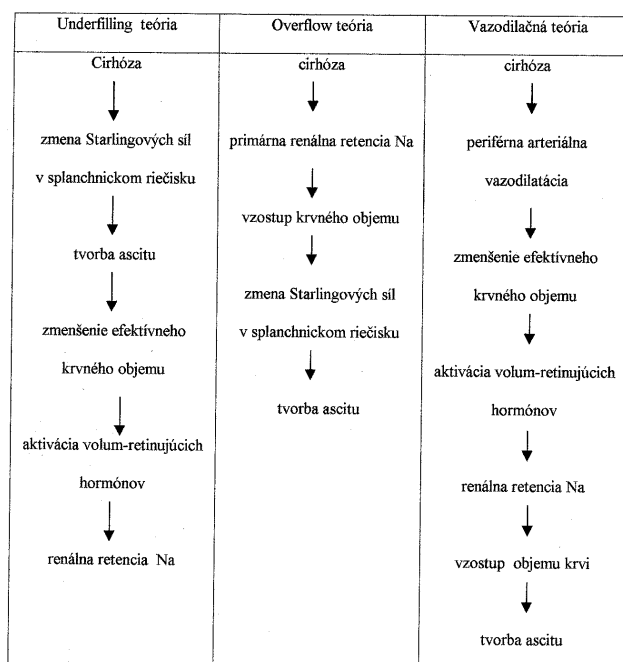 Underfilling teória
Cirhóza
zmena Starlingových síl
v splanchnickom riečisku
tvorba ascitu
zmenšenie efektívneho
krvného objemu
aktivácia volum-retinujúcich
hormónov
renálna retencia Na
Overflow teória
cirhóza
primárna renálna retencia Na
vzostup krvného objemu
zmena Starlingových síl
v splanchnickom riečisku
tvorba ascitu
Vazodilačná teória
cirhóza
periférna arteriálna
vazodilatácia
zmenšenie efektívneho
krvného objemu
aktivácia volum-retinujúcich
hormónov
renálna retencia Na
vzostup objemu krvi
tvorba ascitu